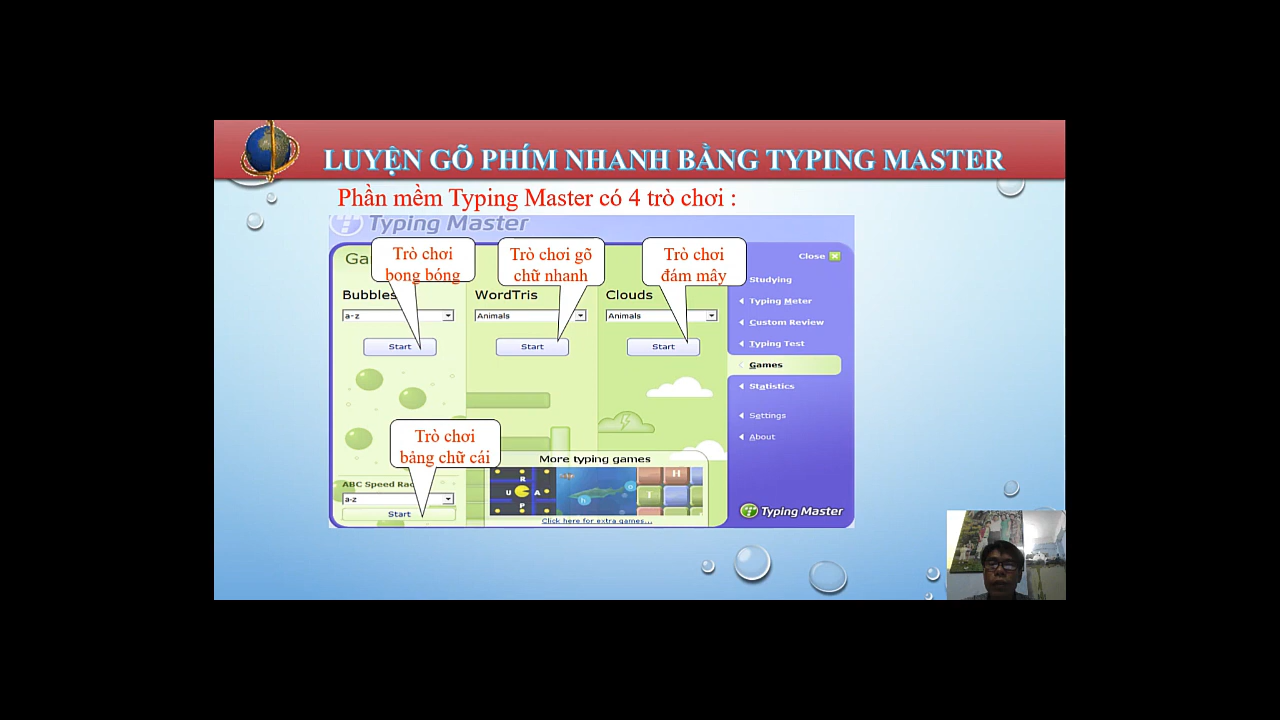 LUYỆN GÕ PHÍM NHANH BẰNG TYPING MASTER
Phần mềm Typing Master có 4 trò chơi :
Typing Master
Trò chơi
bong bóng
Trò chơi gõ
chữ nhanh
Trò chơi
đám mây
Close
Bubbles
WordTris
Clouds
a-z
Animals
Animals
Start
Start
Start
Studying
Typing Meter
Custom Review
Typing Test
Games
Statistics
Settings
About
Trò chơi
bảng chữ cái
More typing games
ABC Speed
a-z
Start
R
U A
P
h
e
H
I
Click here for extra games...
Typing Master